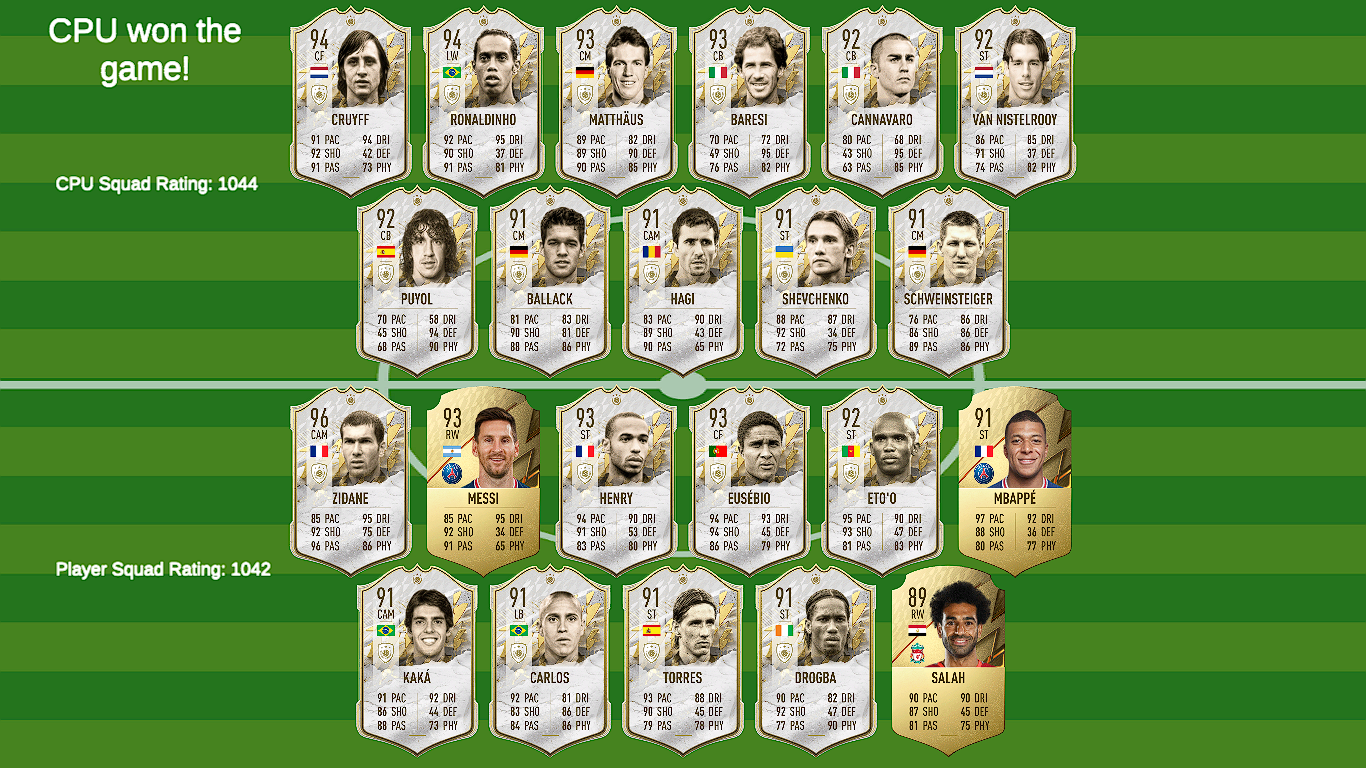 CPU won the
game!
94 94 93 93 92 92
CF LW CM CB CB ST
CRUYFF RONALDINHO MATTHÄUS BARESI CANNAVARO VAN NISTELROOY
91 PAC 94 DRI 92 PAC 95 DRI 89 PAC 82 DRI 70 PAC 72 DRI 80 PAC 68 DRI 86 PAC 85 DRI
92 SHO 42 DEF 90 SHO 37 DEF 89 SHO 90 DEF 49 SHO 95 DEF 43 SHO 95 DEF 91 SHO 37 DEF
91 PAS 73 PHY 91 PAS 81 PHY 90 PAS 85 PHY 76 PAS 82 PHY 63 PAS 85 PHY 74 PAS 82 PHY
CPU Squad Rating: 1044
92 91 91 91 91
CB CM CAM ST CM
PUYOL BALLACK HAGI SHEVCHENKO SCHWEINSTEIGER
70 PAC 58 DRI 81 PAC 83 DRI 83 PAC 90 DRI 88 PAC 87 DRI 76 PAC 86 DRI
45 SHO 94 DEF 90 SHO 81 DEF 89 SHO 43 DEF 92 SHO 34 DEF 86 SHO 86 DEF
68 PAS 90 PHY 88 PAS 86 PHY 90 PAS 65 PHY 72 PAS 75 PHY 89 PAS 86 PHY
96 93 93 93 92 91
CAM RW ST CF ST ST
ZIDANE MESSI HENRY EUSÉBIO ETO'O MBAPPÉ
85 PAC 95 DRI 85 PAC 95 DRI 94 PAC 90 DRI 94 PAC 93 DRI 95 PAC 90 DRI 97 PAC 92 DRI
92 SHO 75 DEF 92 SHO 34 DEF 91 SHO 53 DEF 94 SHO 45 DEF 93 SHO 47 DEF 88 SHO 36 DEF
96 PAS 86 PHY 91 PAS 65 PHY 83 PAS 80 PHY 86 PAS 79 PHY 81 PAS 83 PHY 80 PAS 77 PHY
Player Squad Rating: 1042
91 91 91 91 89
CAM LB ST ST RW
KAKÁ CARLOS TORRES DROGBA SALAH
91 PAC 92 DRI 92 PAC 81 DRI 93 PAC 88 DRI 90 PAC 82 DRI 90 PAC 90 DRI
86 SHO 44 DEF 83 SHO 86 DEF 90 SHO 45 DEF 92 SHO 47 DEF 87 SHO 45 DEF
88 PAS 73 PHY 84 PAS 86 PHY 79 PAS 79 PHY 77 PAS 90 PHY 81 PAS 75 PHY